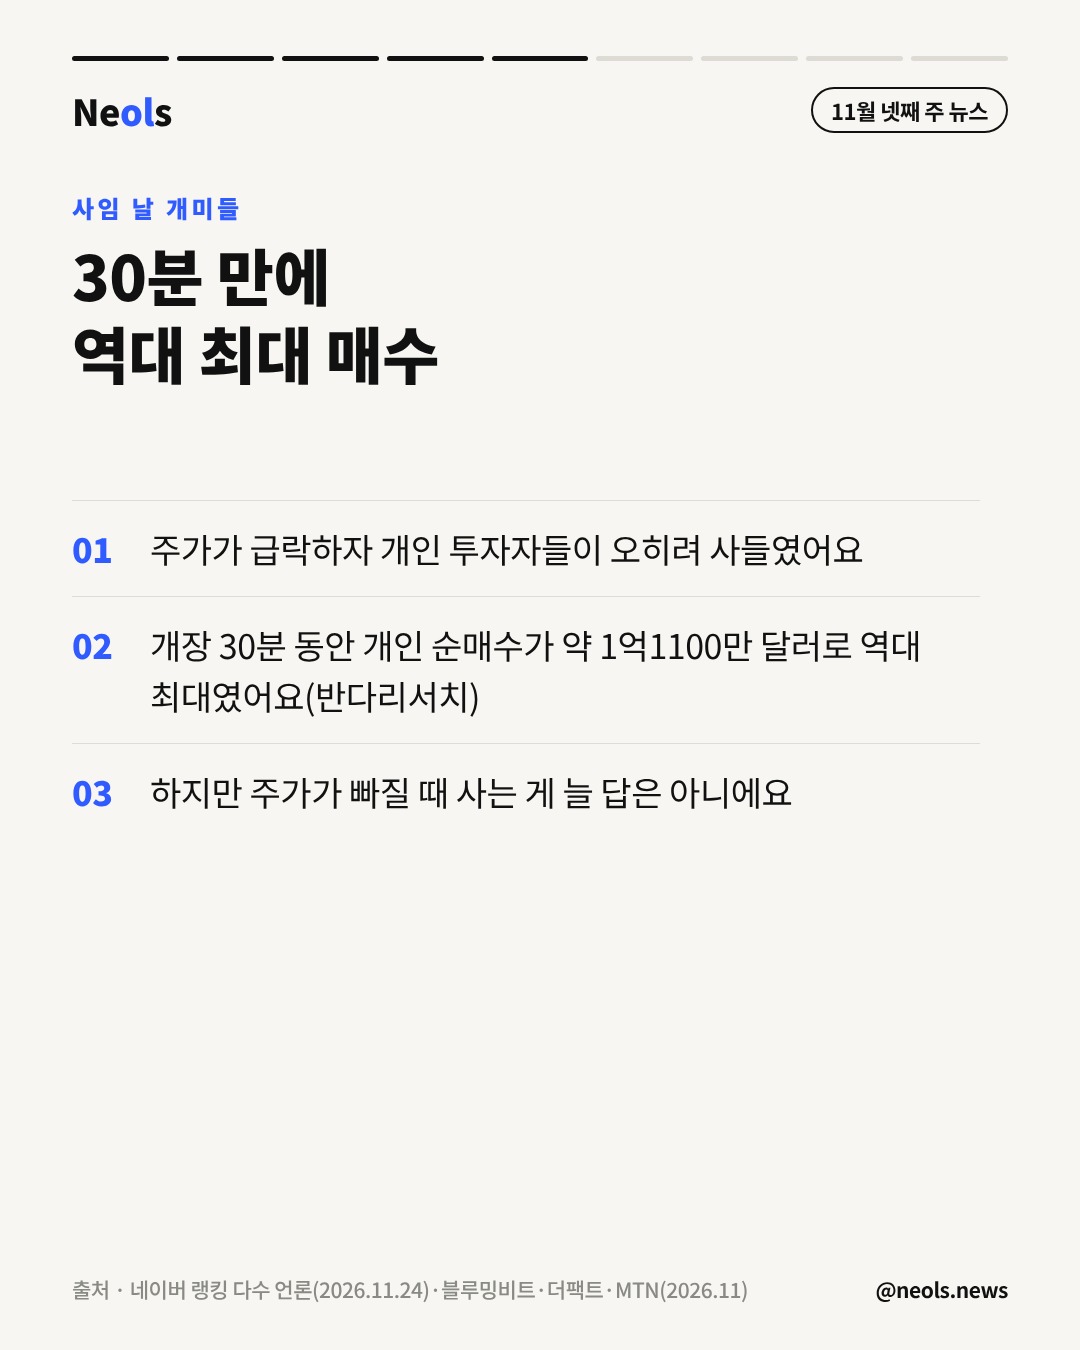 Neols
11월 넷째 주 뉴스
사임 날 개미들
30분 만에
역대 최대 매수
01 주가가 급락하자 개인 투자자들이 오히려 사들였어요
02 개장 30분 동안 개인 순매수가 약 1억1100만 달러로 역대
최대였어요(반다리서치)
03 하지만 주가가 빠질 때 사는 게 늘 답은 아니에요
출처 · 네이버 랭킹 다수 언론(2026.11.24)·블루밍비트·더팩트·MTN(2026.11)
@neols.news